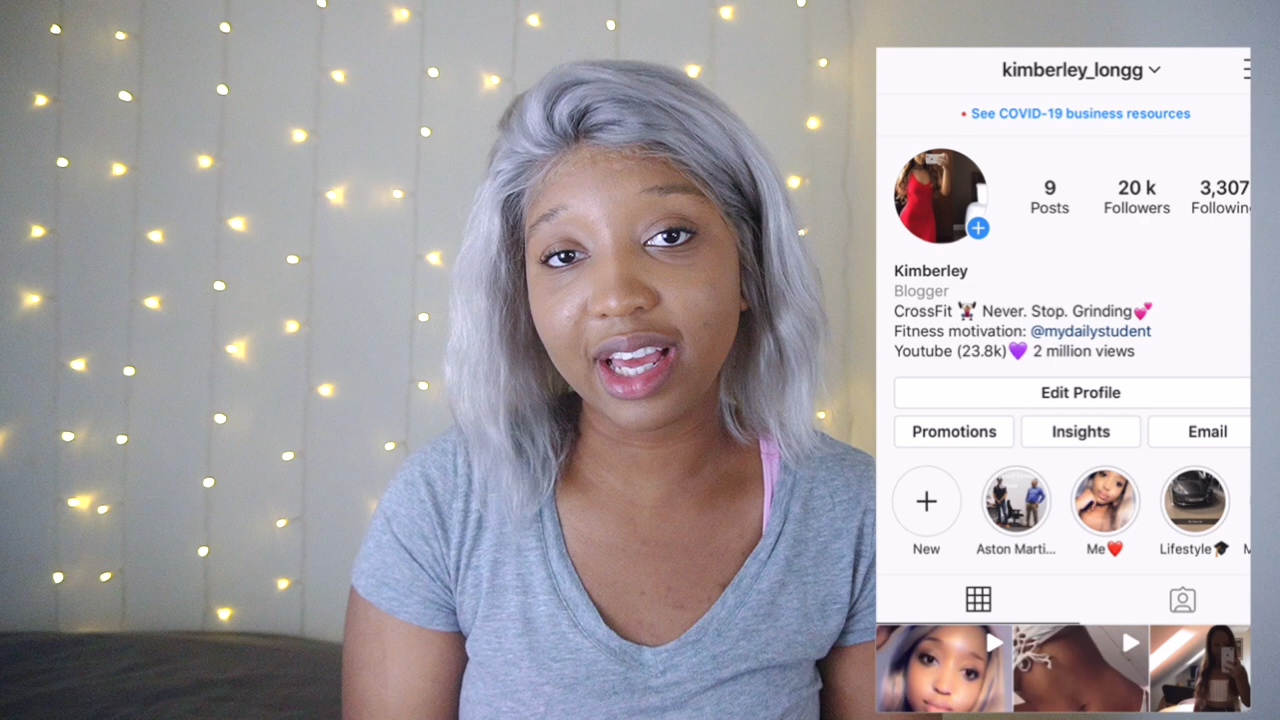 kimberley_longg
See COVID-19 business resources
9
Posts
20 k
Followers
3,307
Followin
Kimberley
Blogger
CrossFit 🏋🏾‍♀️ Never. Stop. Grinding💕
Fitness motivation: @mydailystudent
Youtube (23.8k)💜 2 million views
Edit Profile
Promotions
Insights
Email
New
Aston Marti...
Me❤️
Lifestyle🎓